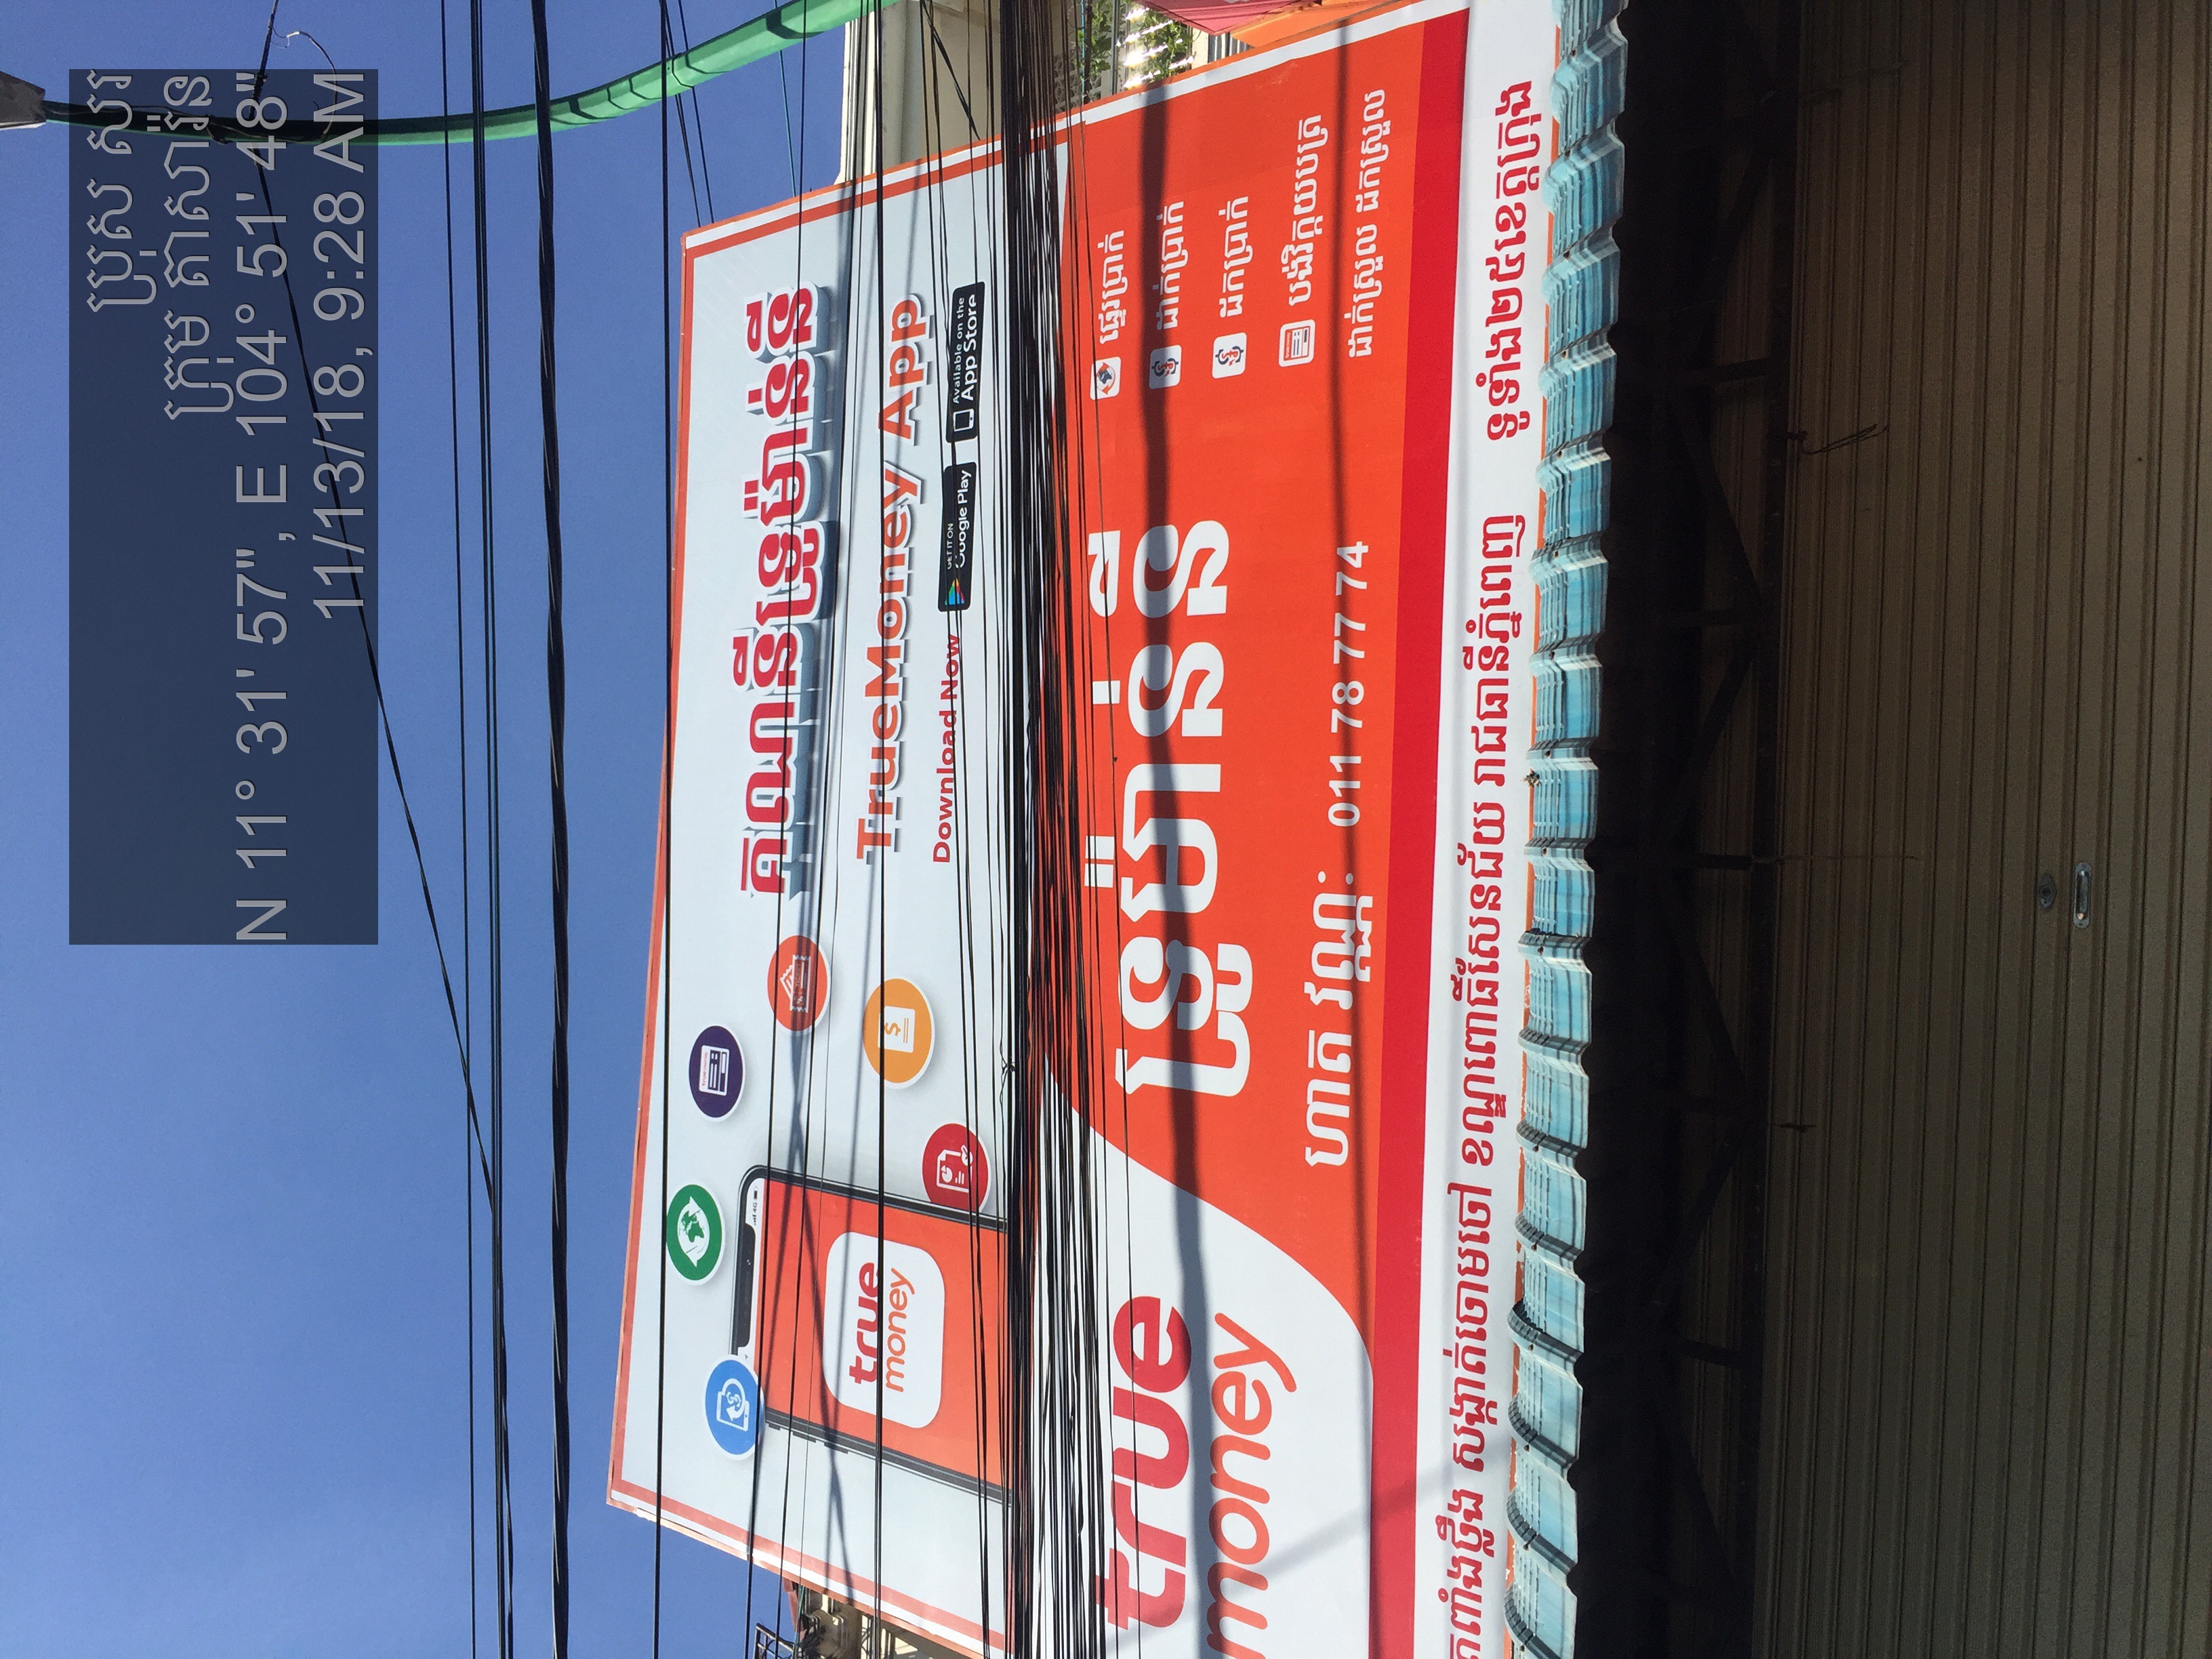 ប្រុស សរ
ក្រុម តាសារ៉ន
N 11° 31' 57", E 104° 51' 48"
11/13/18, 9:28 AM
គណនីទ្រូម៉ាន់នី
TrueMoney App
Download Now
GET IT ON
Google Play
Available on the
App Store
4G
true
money
true
money
ទ្រូម៉ាន់នី
ហាត វណ្ណៈ 011 78 77 74
ផ្ទេរប្រាក់
ដាក់ប្រាក់
ដកប្រាក់
បង់វិក្កយបត្រ
ដាក់ស្រួល ដកស្រួល
តពាំងថ្លឹង សង្កាត់ចោមចៅ ខណ្ឌពោធិ៍សែនជ័យ រាជធានីភ្នំពេញ ទូទាំង២៥ខេត្តក្រុង